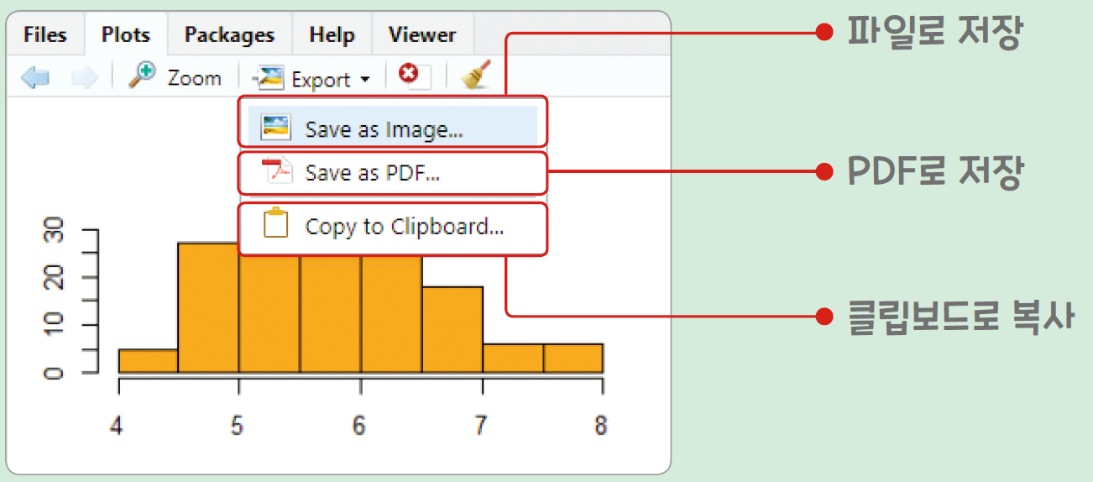 Files Plots Packages Help Viewer
Zoom Export
Save as Image...
Save as PDF...
Copy to Clipboard...
파일로 저장
PDF로 저장
클립보드로 복사
30
20
10
0
4 5 6 7 8